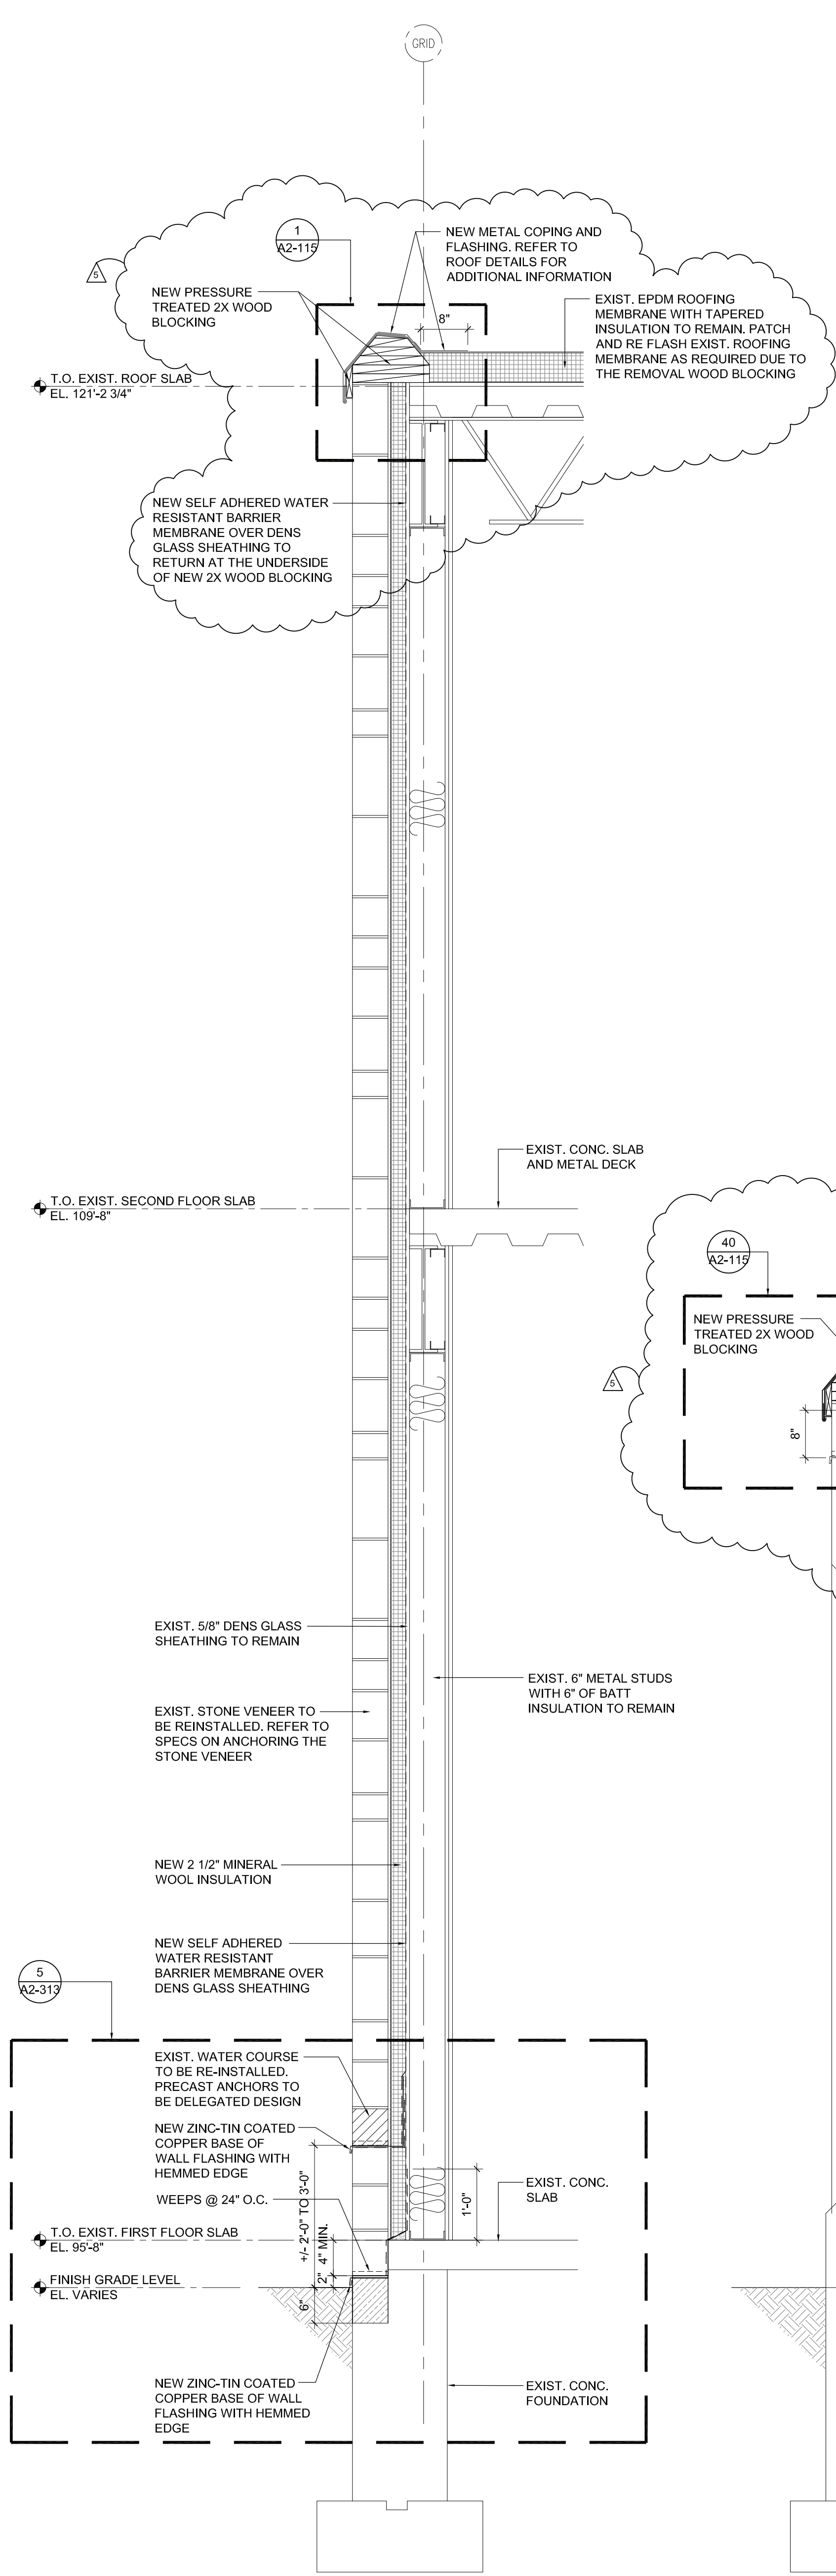 GRID
1
A2-115
NEW METAL COPING AND
FLASHING. REFER TO
ROOF DETAILS FOR
ADDITIONAL INFORMATION
5
NEW PRESSURE
TREATED 2X WOOD
BLOCKING
8"
EXIST. EPDM ROOFING
MEMBRANE WITH TAPERED
INSULATION TO REMAIN. PATCH
AND RE FLASH EXIST. ROOFING
MEMBRANE AS REQUIRED DUE TO
THE REMOVAL WOOD BLOCKING
T.O. EXIST. ROOF SLAB
EL. 121'-2 3/4"
NEW SELF ADHERED WATER
RESISTANT BARRIER
MEMBRANE OVER DENS
GLASS SHEATHING TO
RETURN AT THE UNDERSIDE
OF NEW 2X WOOD BLOCKING
EXIST. CONC. SLAB
AND METAL DECK
T.O. EXIST. SECOND FLOOR SLAB
EL. 109'-8"
40
A2-115
NEW PRESSURE
TREATED 2X WOOD
BLOCKING
5
8"
EXIST. 5/8" DENS GLASS
SHEATHING TO REMAIN
EXIST. 6" METAL STUDS
WITH 6" OF BATT
INSULATION TO REMAIN
EXIST. STONE VENEER TO
BE REINSTALLED. REFER TO
SPECS ON ANCHORING THE
STONE VENEER
NEW 2 1/2" MINERAL
WOOL INSULATION
NEW SELF ADHERED
WATER RESISTANT
BARRIER MEMBRANE OVER
DENS GLASS SHEATHING
5
A2-313
EXIST. WATER COURSE
TO BE RE-INSTALLED.
PRECAST ANCHORS TO
BE DELEGATED DESIGN
NEW ZINC-TIN COATED
COPPER BASE OF
WALL FLASHING WITH
HEMMED EDGE
WEEPS @ 24" O.C.
+/- 2'-0" TO 3'-0"
4" MIN.
2"
6"
1'-0"
EXIST. CONC.
SLAB
T.O. EXIST. FIRST FLOOR SLAB
EL. 95'-8"
FINISH GRADE LEVEL
EL. VARIES
NEW ZINC-TIN COATED
COPPER BASE OF WALL
FLASHING WITH HEMMED
EDGE
EXIST. CONC.
FOUNDATION